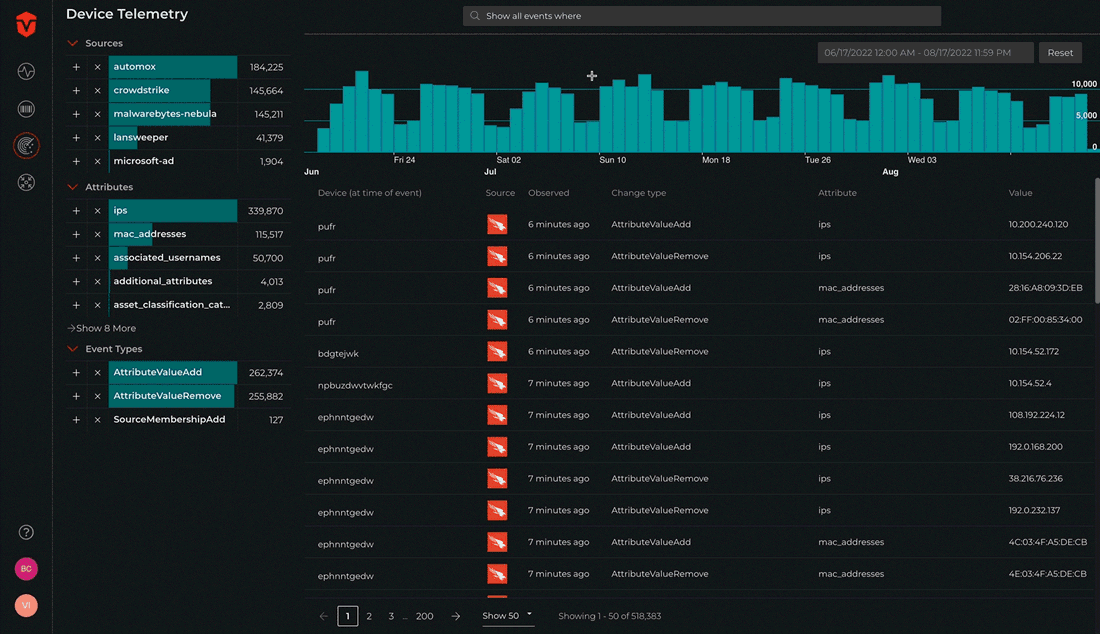 Device Telemetry
Show all events where
06/17/2022 12:00 AM - 08/17/2022 11:59 PM
Reset
Sources
+ × automox 184,225
+ × crowdstrike 145,664
+ × malwarebytes-nebula 145,211
+ × lansweeper 41,379
+ × microsoft-ad 1,904
Attributes
+ × ips 339,870
+ × mac_addresses 115,517
+ × associated_usernames 50,700
+ × additional_attributes 4,013
+ × asset_classification_cat... 2,809
→Show 8 More
Event Types
+ × AttributeValueAdd 262,374
+ × AttributeValueRemove 255,882
+ × SourceMembershipAdd 127
?
BC
VI
10,000
5,000
0
Fri 24 Sat 02 Sun 10 Mon 18 Tue 26 Wed 03
Jun Jul Aug
Device (at time of event) Source Observed Change type Attribute Value
pufr 6 minutes ago AttributeValueAdd ips 10.200.240.120
pufr 6 minutes ago AttributeValueRemove ips 10.154.206.22
pufr 6 minutes ago AttributeValueAdd mac_addresses 28:16:A8:09:3D:EB
pufr 6 minutes ago AttributeValueRemove mac_addresses 02:FF:00:85:34:00
bdgtejwk 6 minutes ago AttributeValueRemove ips 10.154.52.172
npbuzdwvtwkfgc 7 minutes ago AttributeValueAdd ips 10.154.52.4
ephnntgedw 7 minutes ago AttributeValueAdd ips 108.192.224.12
ephnntgedw 7 minutes ago AttributeValueAdd ips 192.0.168.200
ephnntgedw 7 minutes ago AttributeValueRemove ips 38.216.76.236
ephnntgedw 7 minutes ago AttributeValueRemove ips 192.0.232.137
ephnntgedw 7 minutes ago AttributeValueAdd mac_addresses 4C:03:4F:A5:DE:CB
ephnntgedw 7 minutes ago AttributeValueRemove mac_addresses 4E:03:4F:A5:DE:CB
← 1 2 3 ... 200 → Show 50 Showing 1 - 50 of 518,383